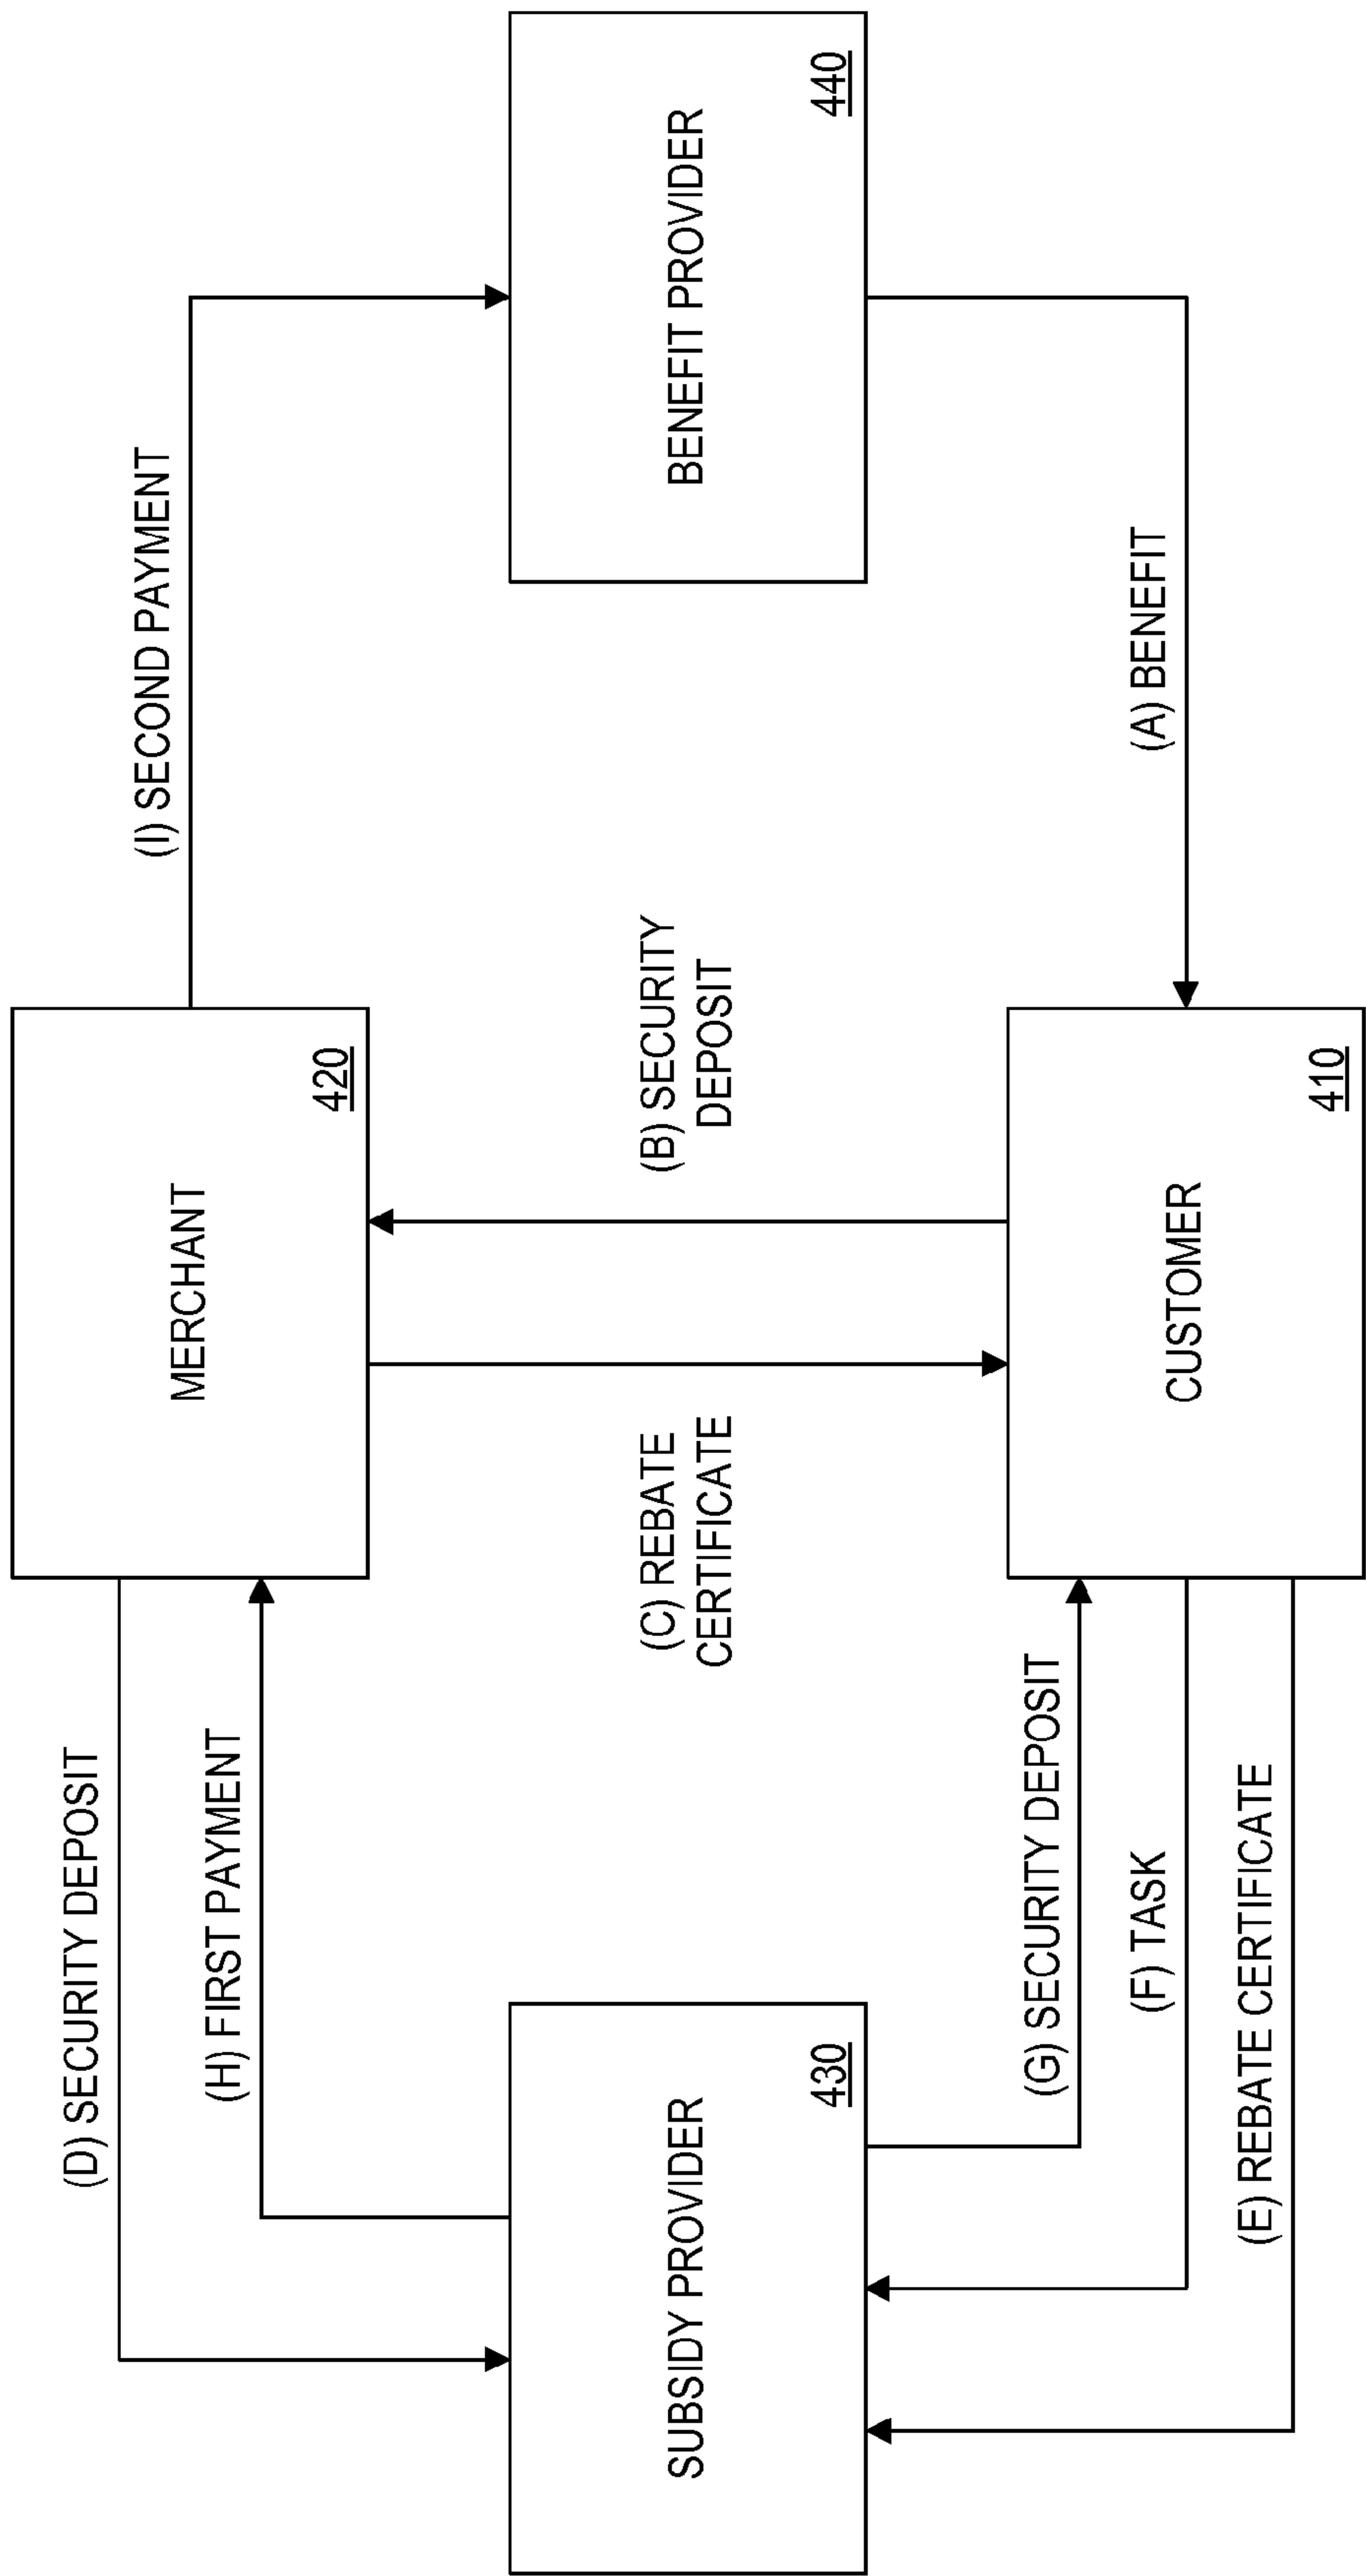 (D) SECURITY DEPOSIT
(H) FIRST PAYMENT
MERCHANT
420
(I) SECOND PAYMENT
SUBSIDY PROVIDER
430
(C) REBATE
CERTIFICATE
(B) SECURITY
DEPOSIT
BENEFIT PROVIDER
440
(G) SECURITY DEPOSIT
(F) TASK
(E) REBATE CERTIFICATE
CUSTOMER
410
(A) BENEFIT